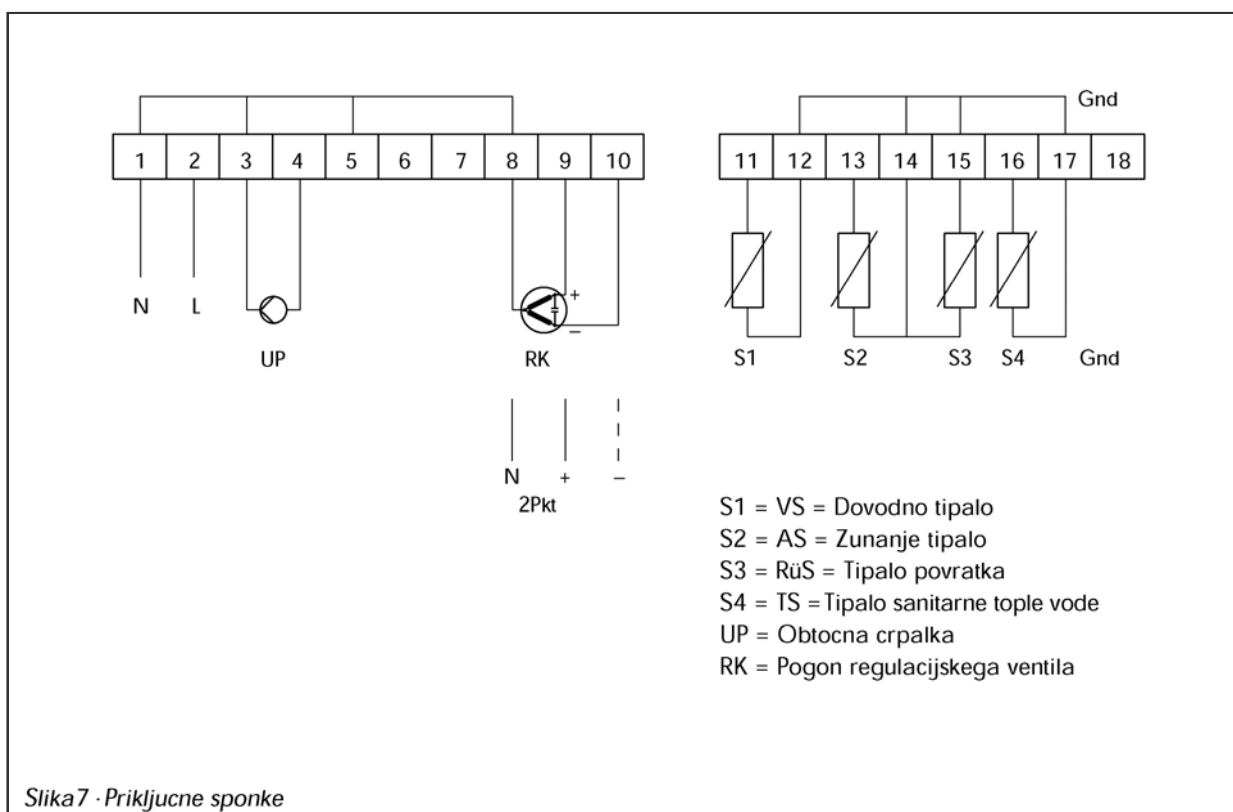 Gnd
1 2 3 4 5 6 7 8 9 10
11 12 13 14 15 16 17 18
N L
+
–
UP
RK
S1 S2 S3 S4 Gnd
N + –
2Pkt
S1 = VS = Dovodno tipalo
S2 = AS = Zunanje tipalo
S3 = RüS = Tipalo povratka
S4 = TS =Tipalo sanitarne tople vode
UP = Obtocna crpalka
RK = Pogon regulacijskega ventila
Slika7 · Prikljucne sponke